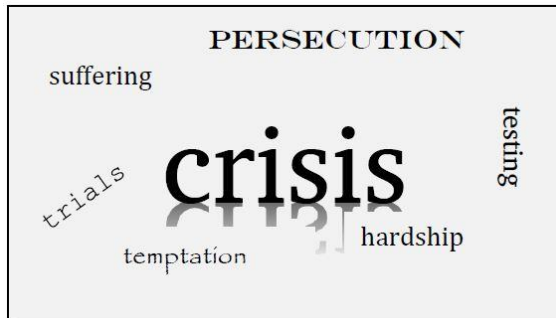 PERSECUTION
suffering
testing
crisis
trials
hardship
temptation